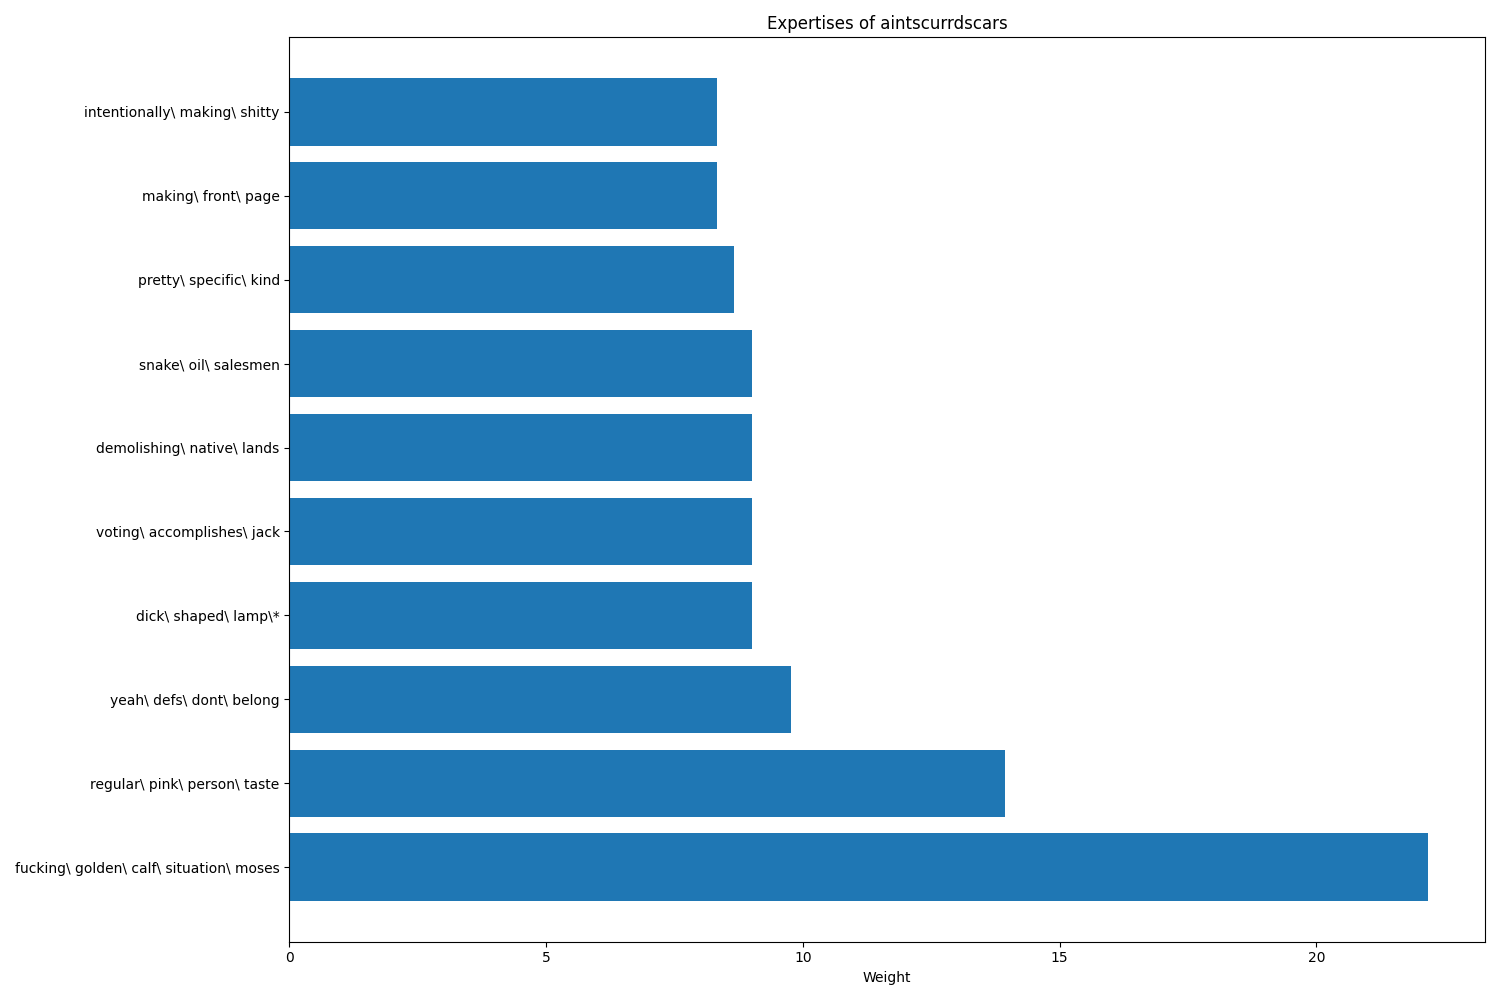 Expertises of aintscurrdscars
intentionally\ making\ shitty
making\ front\ page
pretty\ specific\ kind
snake\ oil\ salesmen
demolishing\ native\ lands
voting\ accomplishes\ jack
dick\ shaped\ lamp\*
yeah\ defs\ dont\ belong
regular\ pink\ person\ taste
fucking\ golden\ calf\ situation\ moses
0 5 10 15 20
Weight